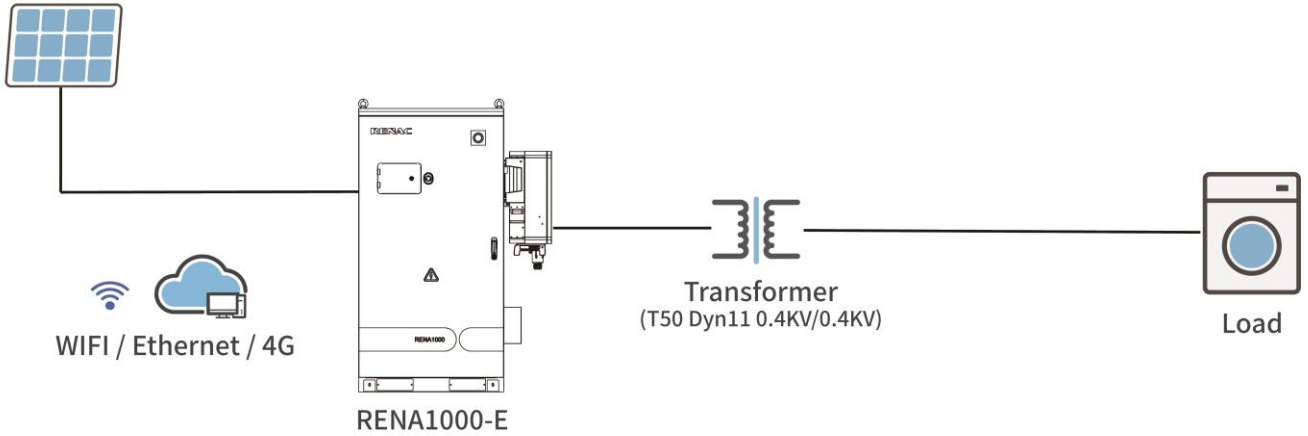 RENAC
RENA1000
WIFI / Ethernet / 4G
RENA1000-E
Transformer
(T50 Dyn11 0.4KV/0.4KV)
Load